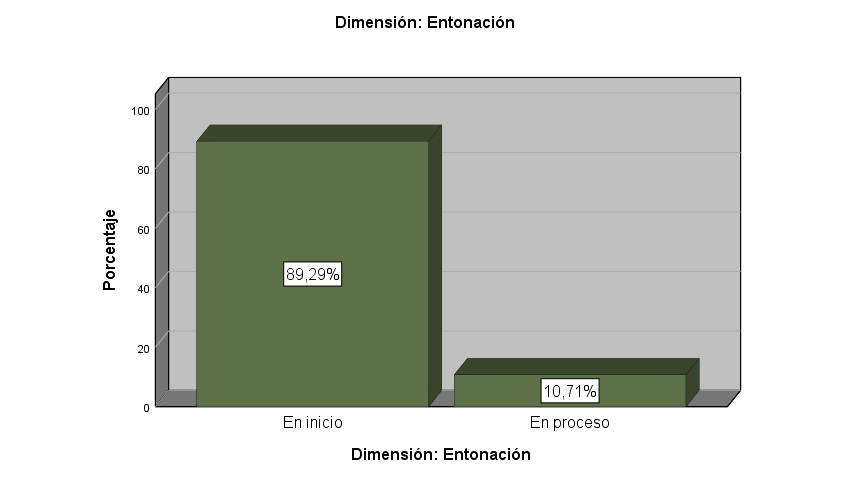 Dimensión: Entonación
100
80
60
40
20
0
Porcentaje
89,29%
10,71%
En inicio
En proceso
Dimensión: Entonación